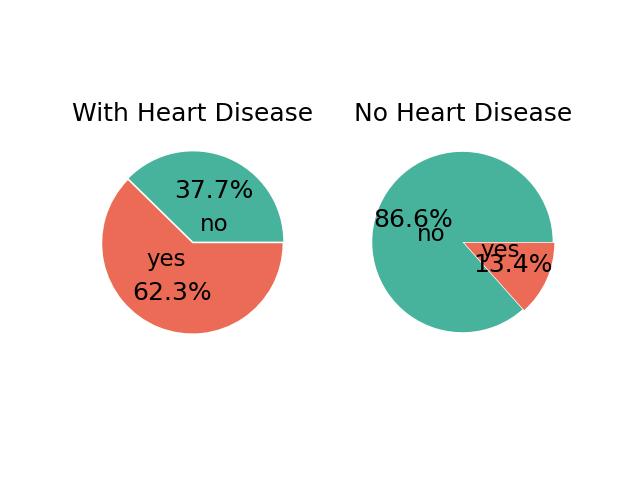 With Heart Disease
37.7%
no
yes
62.3%
No Heart Disease
86.6%
no
yes
13.4%